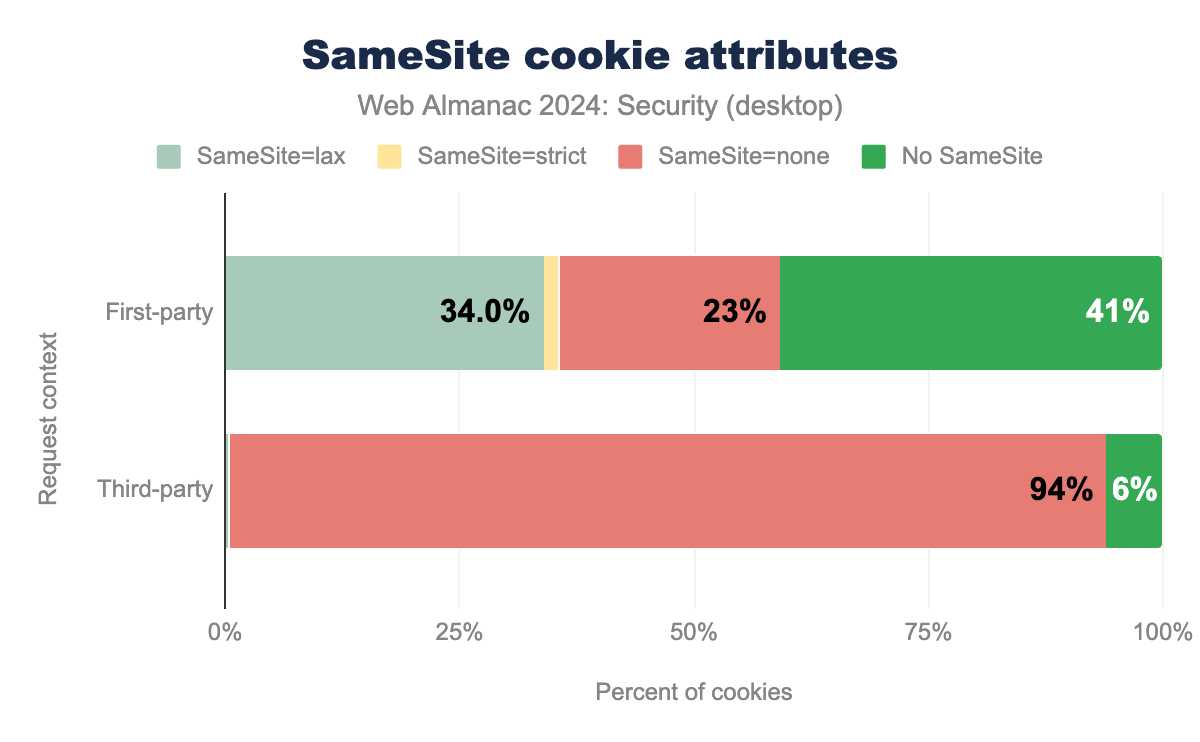 SameSite cookie attributes
Web Almanac 2024: Security (desktop)
SameSite=lax SameSite=strict SameSite=none No SameSite
Request context
First-party
34.0% 23% 41%
Third-party
94% 6%
0% 25% 50% 75% 100%
Percent of cookies